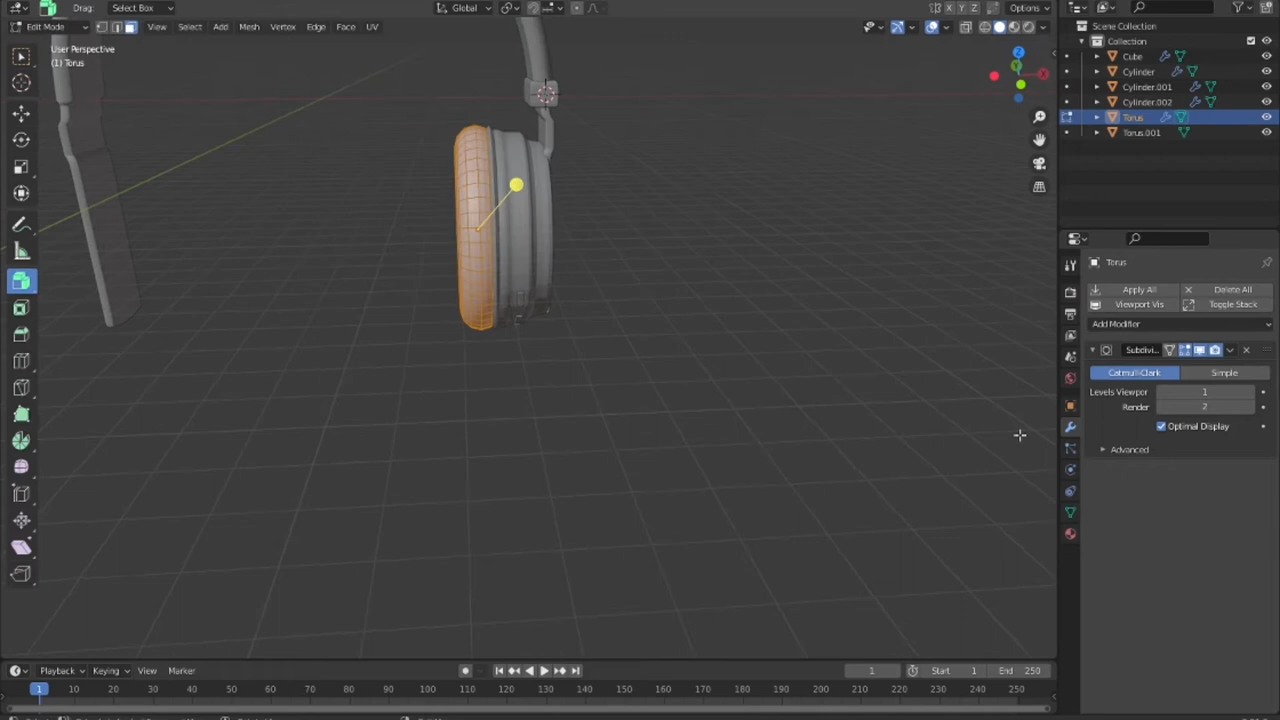 Drag: Select Box Global X Y Z Options
Edit Mode View Select Add Mesh Vertex Edge Face UV
User Perspective
(1) Torus
Scene Collection
Collection
Cube
Cylinder
Cylinder.001
Cylinder.002
Torus
Torus.001
Torus
Apply All Delete All
Viewport Vis Toggle Stack
Add Modifier
Subdivi...
Catmull-Clark Simple
Levels Viewpor 1
Render 2
Optimal Display
Advanced
Playback Keying View Marker 1 Start 1 End 250
1 10 20 30 40 50 60 70 80 90 100 110 120 130 140 150 160 170 180 190 200 210 220 230 240 250